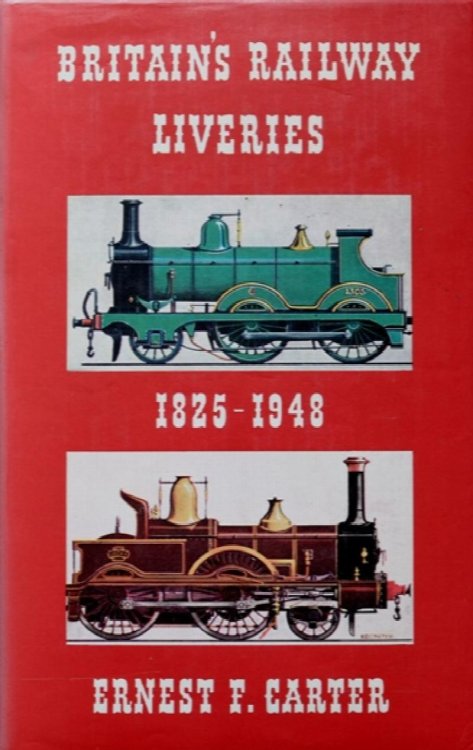 BRITAIN'S RAILWAY
LIVERIES
1825-1948
ERNEST F. CARTER